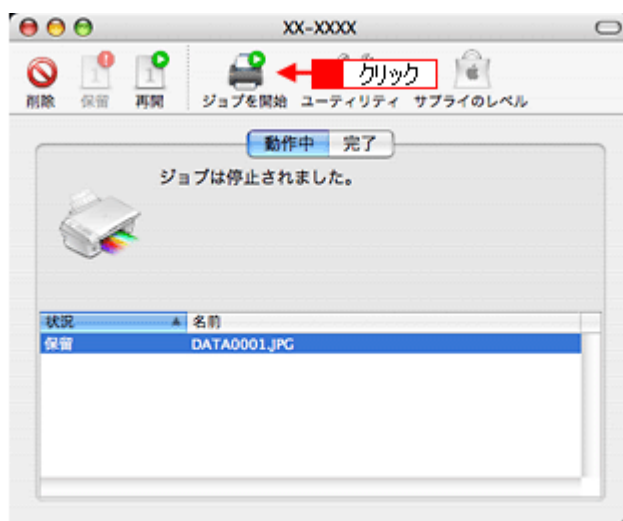 XX-XXXX
クリック
削除 保留 再開 ジョブを開始 ユーティリティ サプライのレベル
動作中 完了
ジョブは停止されました。
状況 名前
保留 DATA0001.JPG